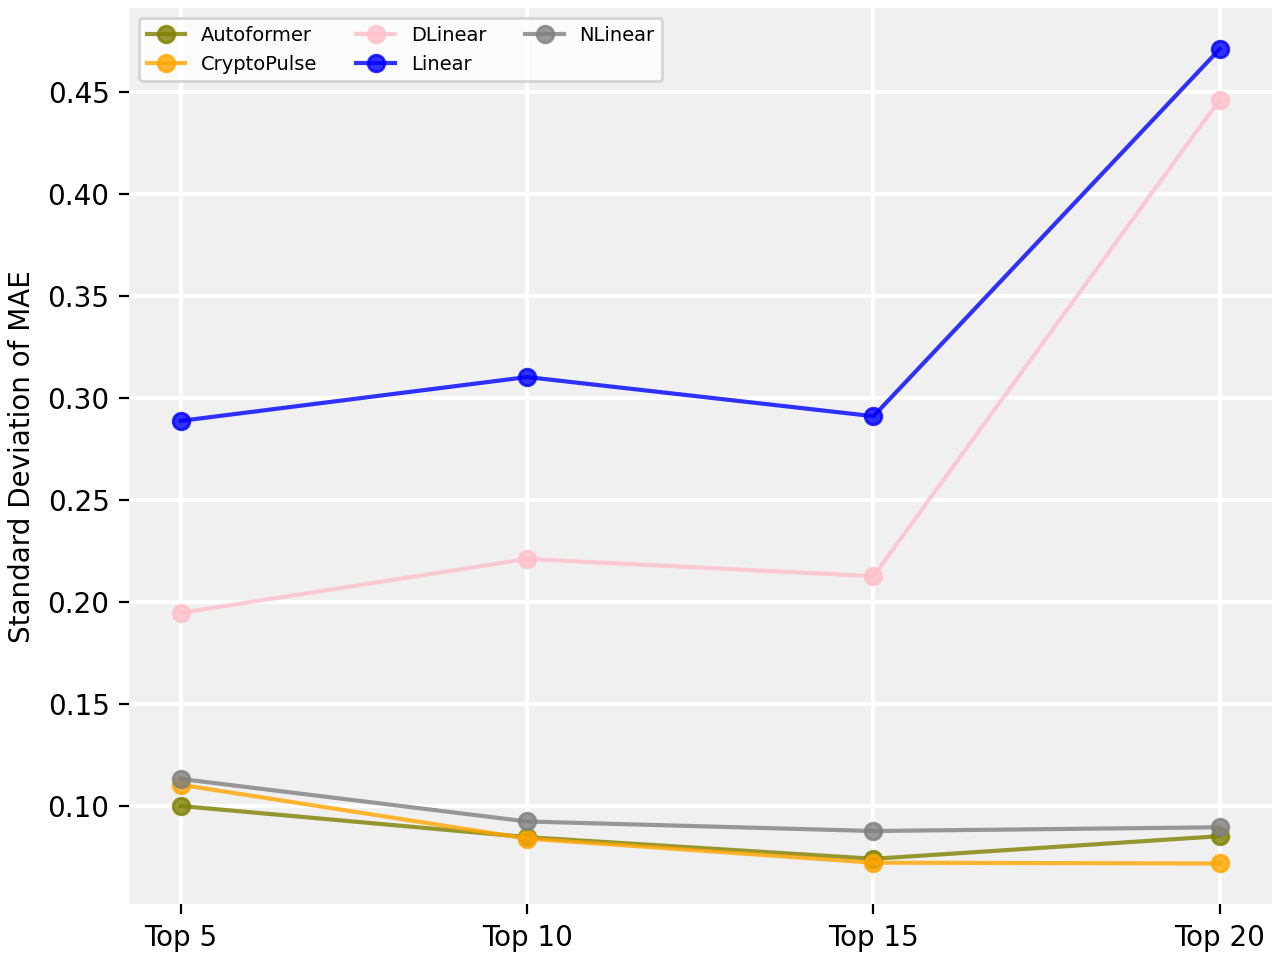 Autoformer
CryptoPulse
DLinear
Linear
NLinear
Standard Deviation of MAE
0.45
0.40
0.35
0.30
0.25
0.20
0.15
0.10
Top 5
Top 10
Top 15
Top 20